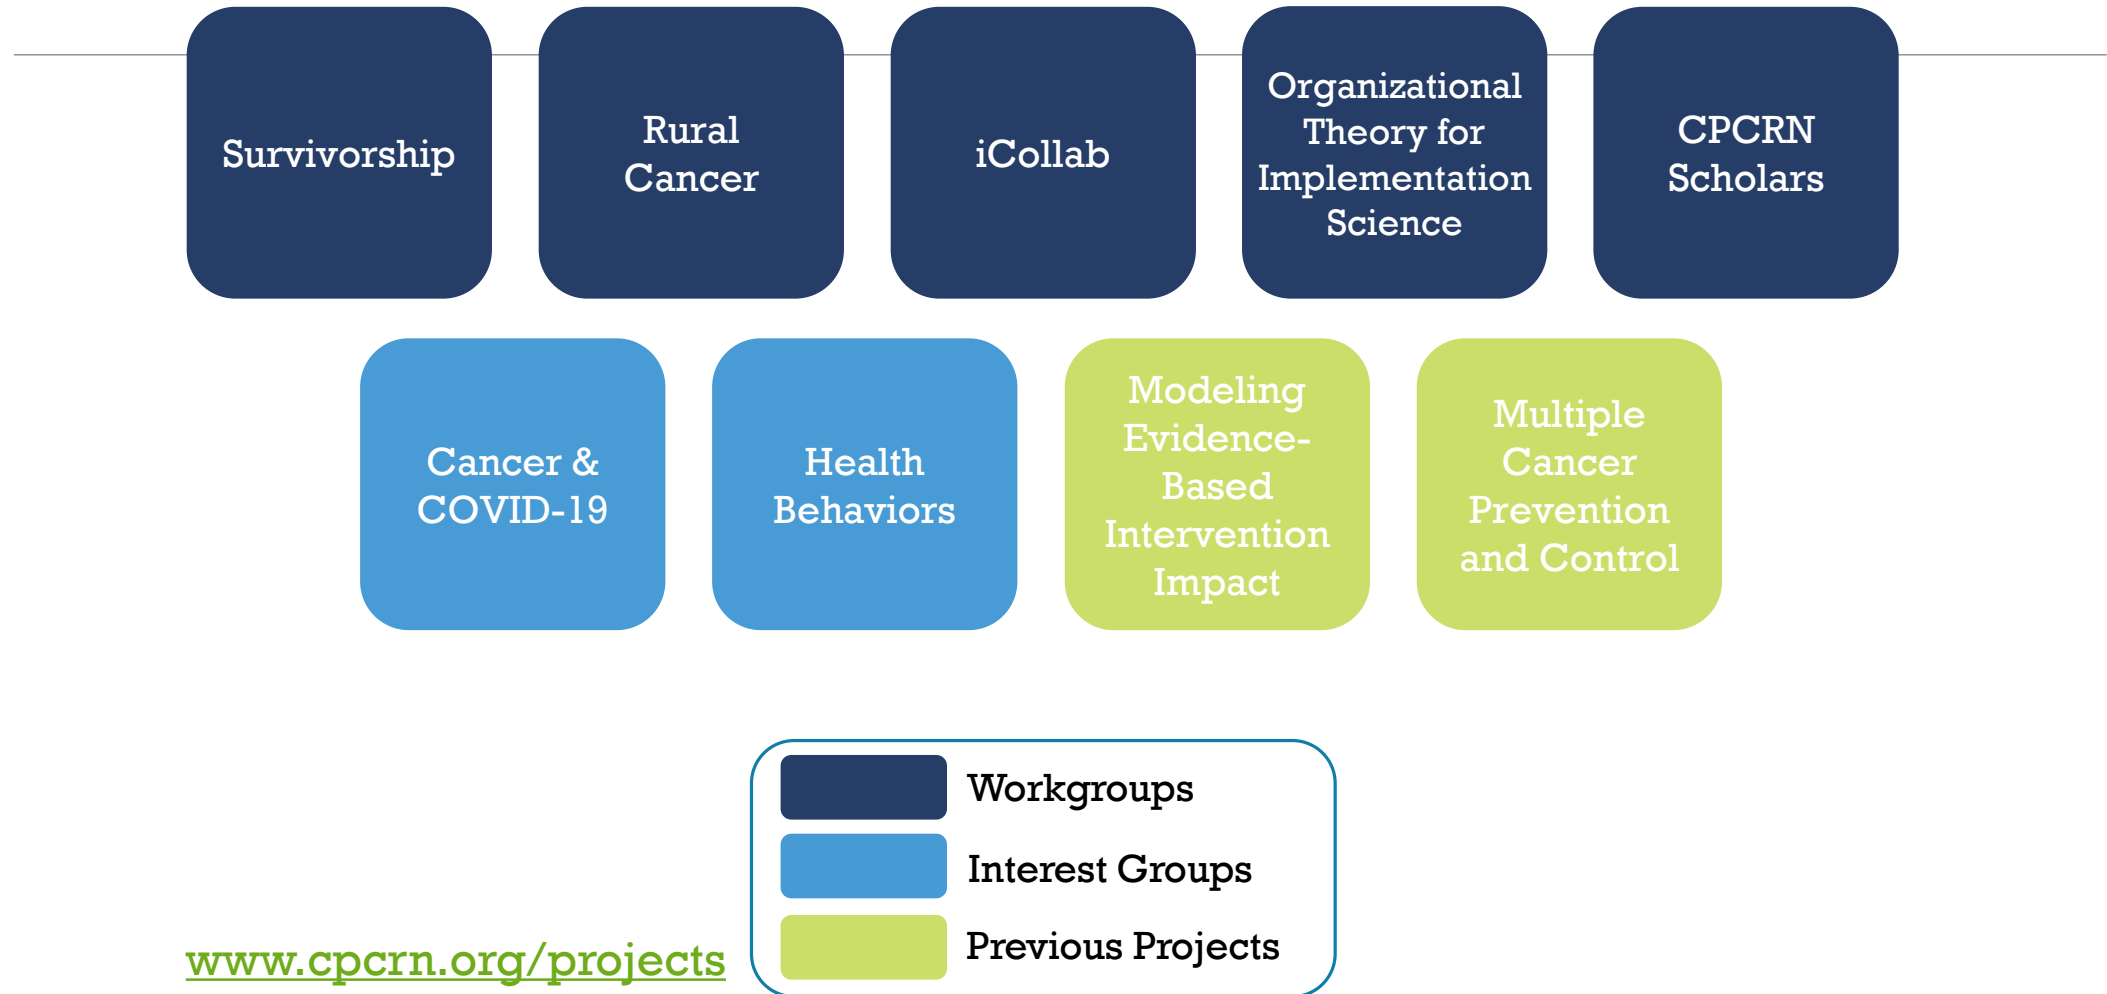 Survivorship
Rural
Cancer
iCollab
Organizational
Theory for
Implementation
Science
CPCRN
Scholars
Cancer &
COVID-19
Health
Behaviors
Modeling
Evidence-
Based
Intervention
Impact
Multiple
Cancer
Prevention
and Control
Workgroups
Interest Groups
Previous Projects
www.cpcrn.org/projects